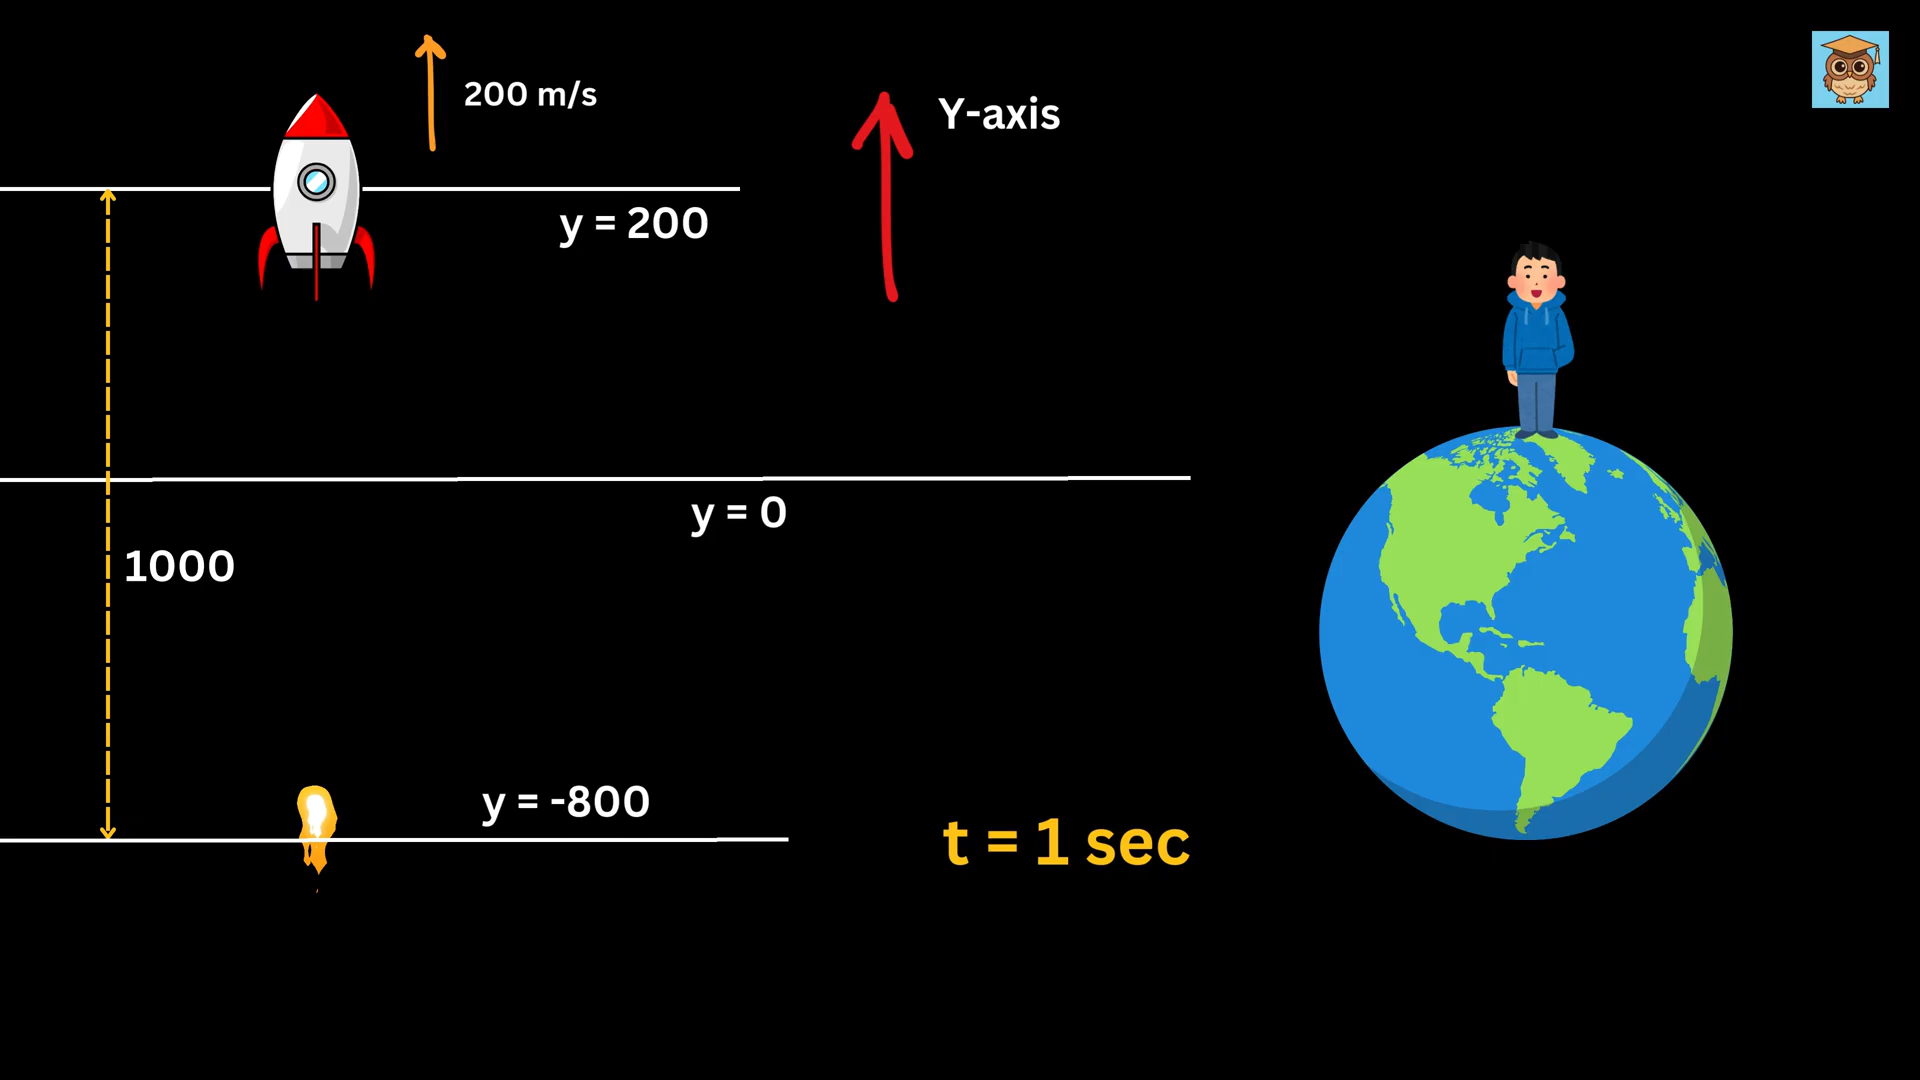 200 m/s
Y-axis
y = 200
y = 0
1000
y = -800
t = 1 sec